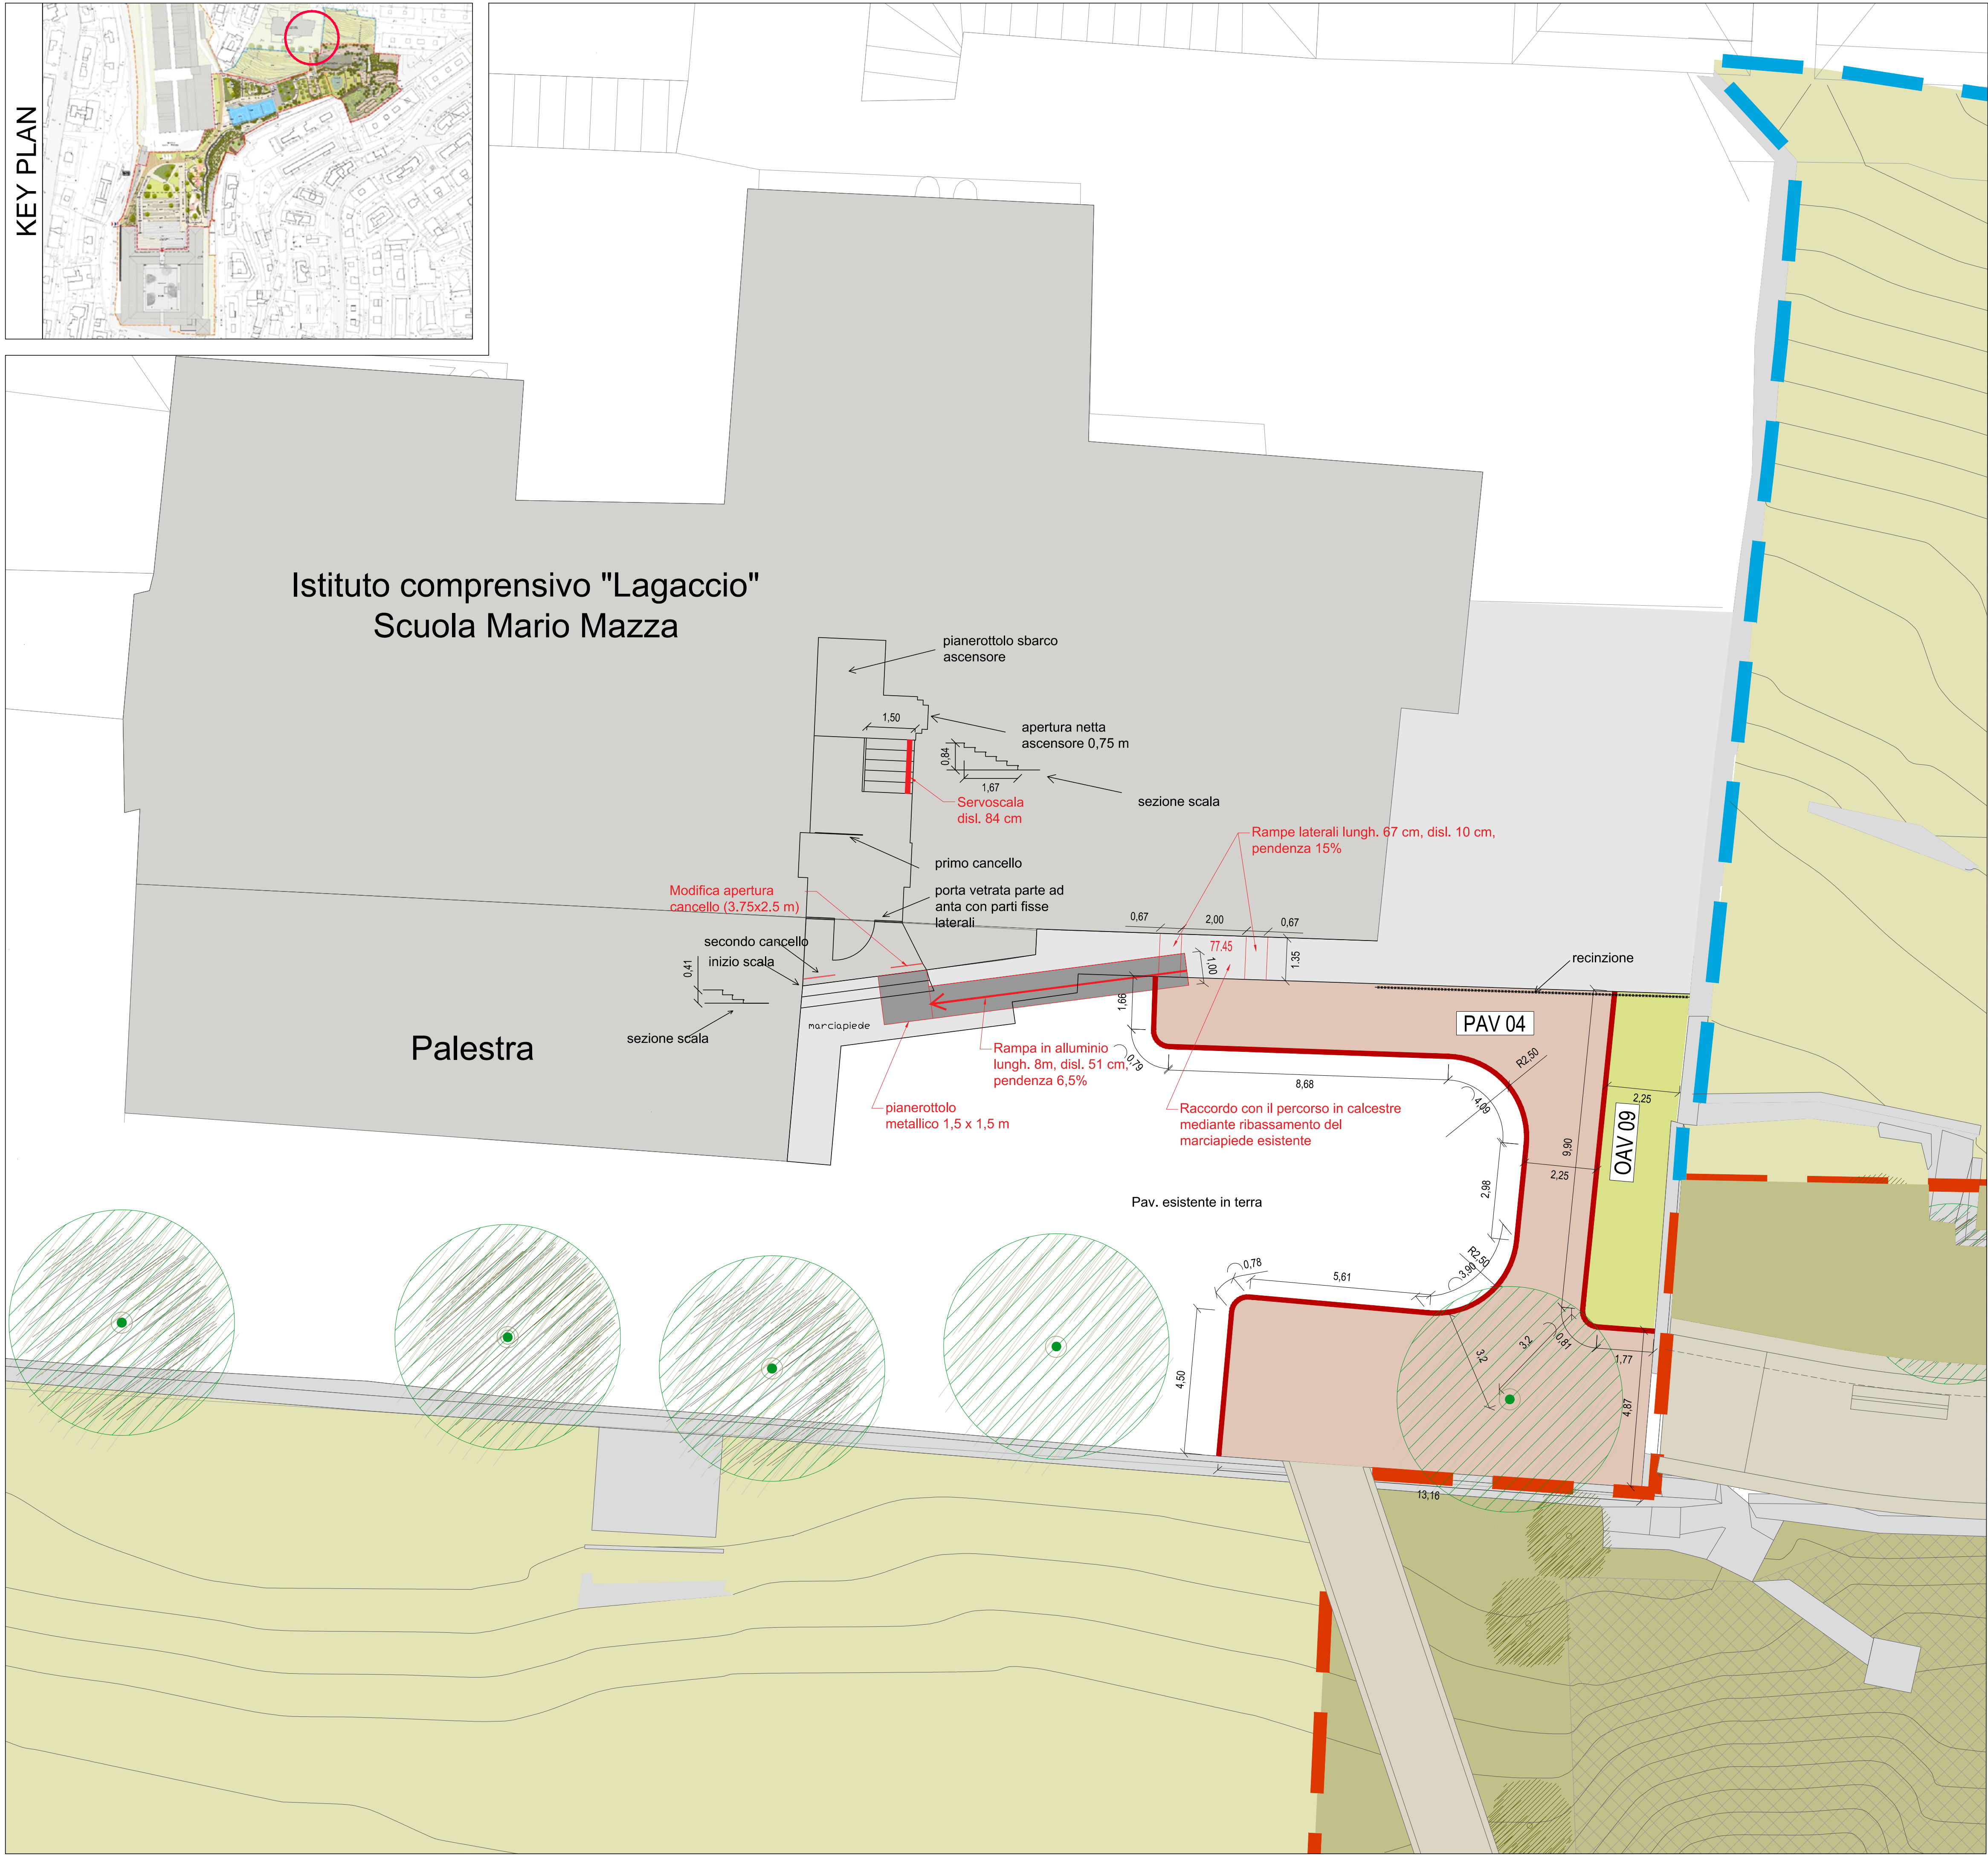 KEY PLAN
Istituto comprensivo "Lagaccio"
Scuola Mario Mazza
pianerottolo sbarco
ascensore
1,50
apertura netta
ascensore 0,75 m
0,84
1,67
sezione scala
Servoscala
disl. 84 cm
Rampe laterali lungh. 67 cm, disl. 10 cm,
pendenza 15%
primo cancello
Modifica apertura
cancello (3.75x2.5 m)
porta vetrata parte ad
anta con parti fisse
laterali
0,67
2,00
0,67
77.45
1,00
1.35
secondo cancello
inizio scala
0,41
sezione scala
marciapiede
recinzione
1,66
PAV 04
Palestra
Rampa in alluminio
lungh. 8m, disl. 51 cm,
pendenza 6,5%
0,79
8,68
R2,50
4,09
2,25
OAV 09
pianerottolo
metallico 1,5 x 1,5 m
Raccordo con il percorso in calcestre
mediante ribassamento del
marciapiede esistente
9,90
2,25
2,98
Pav. esistente in terra
R2,50
3,90
0,78
5,61
3,2
3,2
0,81
1,77
4,50
4,87
13,16